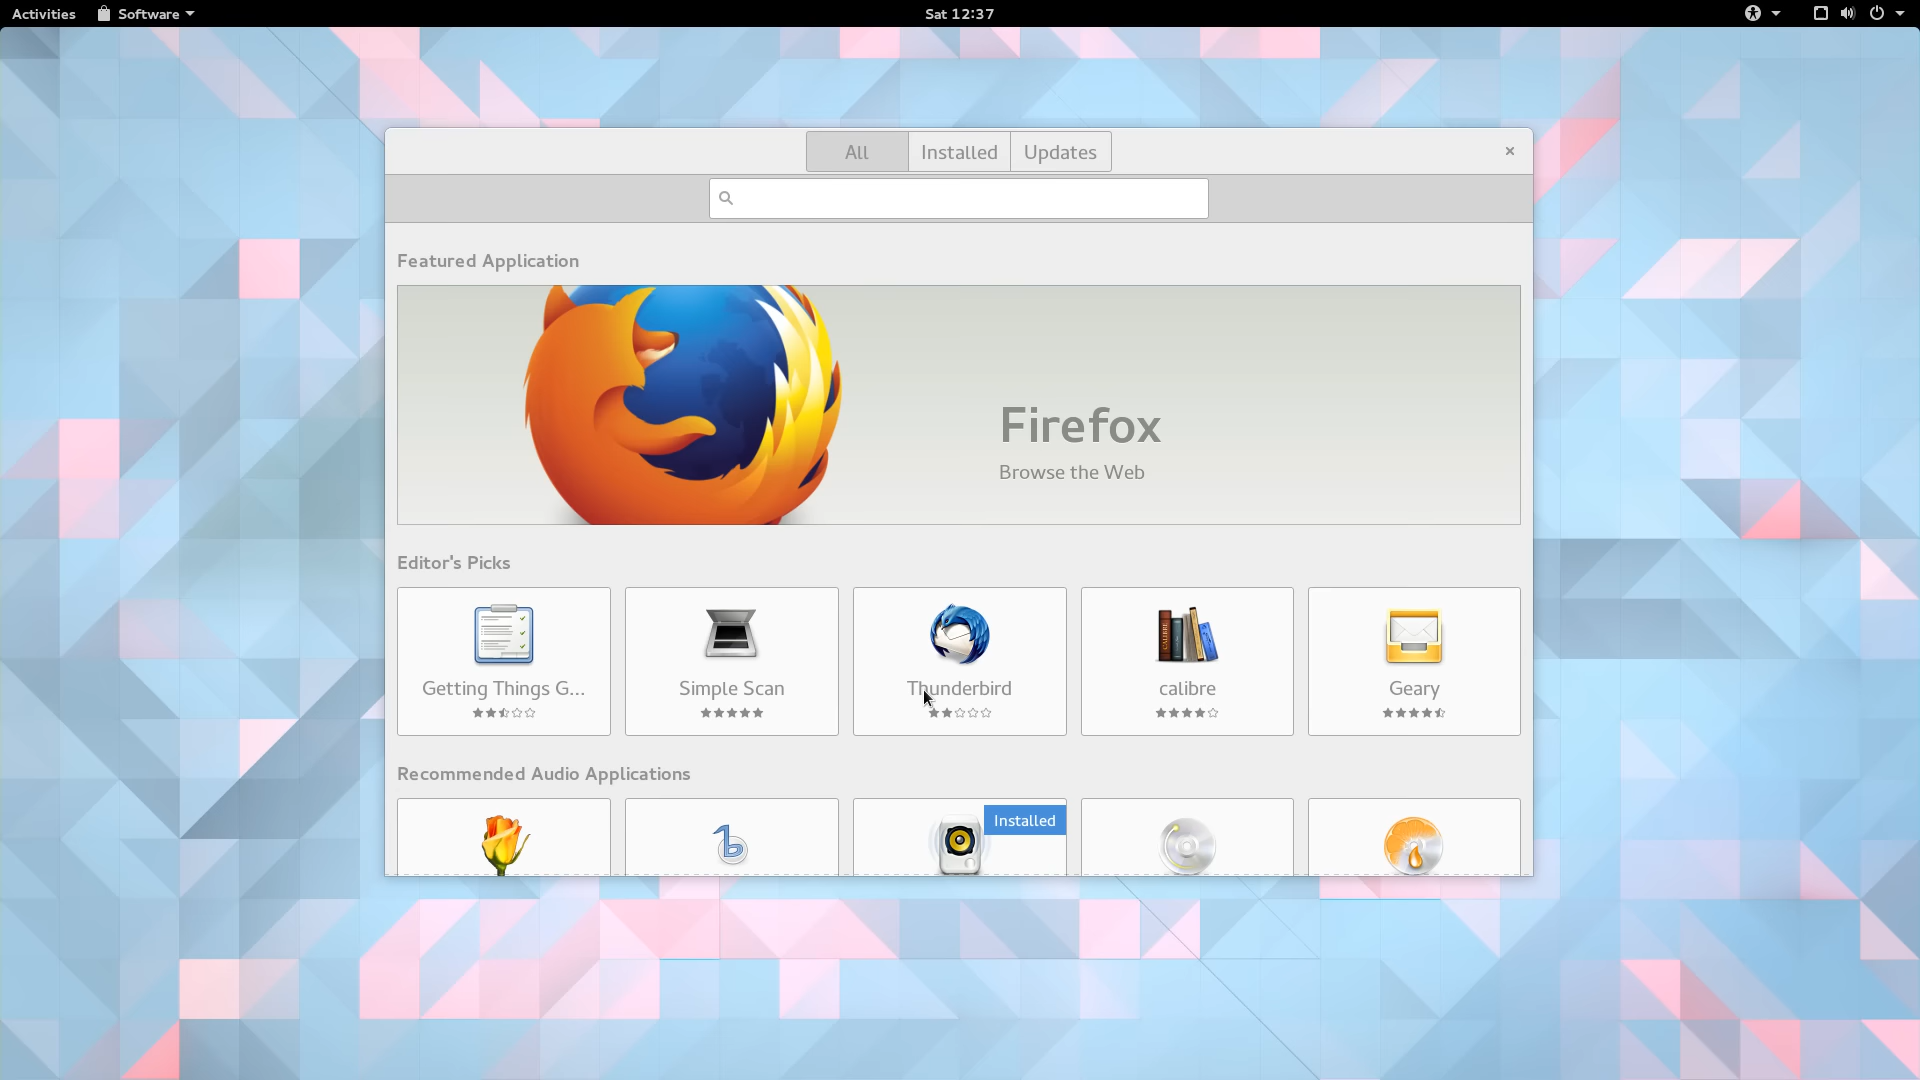 Activities
Software
Sat 12:37
All
Installed
Updates
Featured Application
Firefox
Browse the Web
Editor's Picks
Getting Things G...
Simple Scan
Thunderbird
calibre
Geary
Recommended Audio Applications
Installed